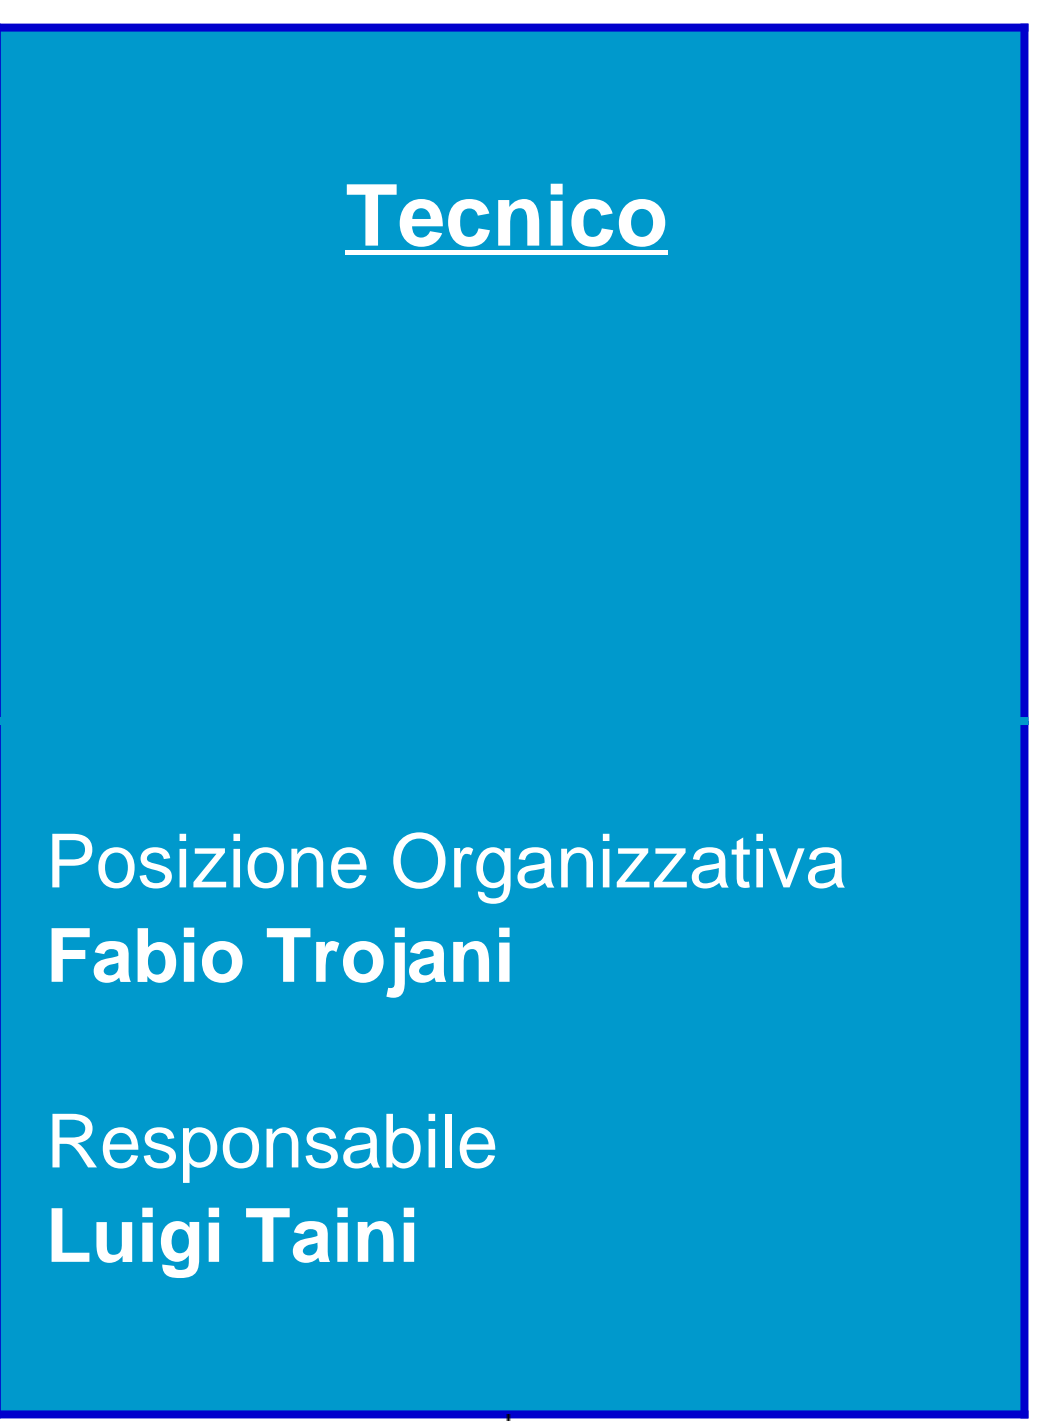 Tecnico
Posizione Organizzativa
Fabio Trojani
Responsabile
Luigi Taini